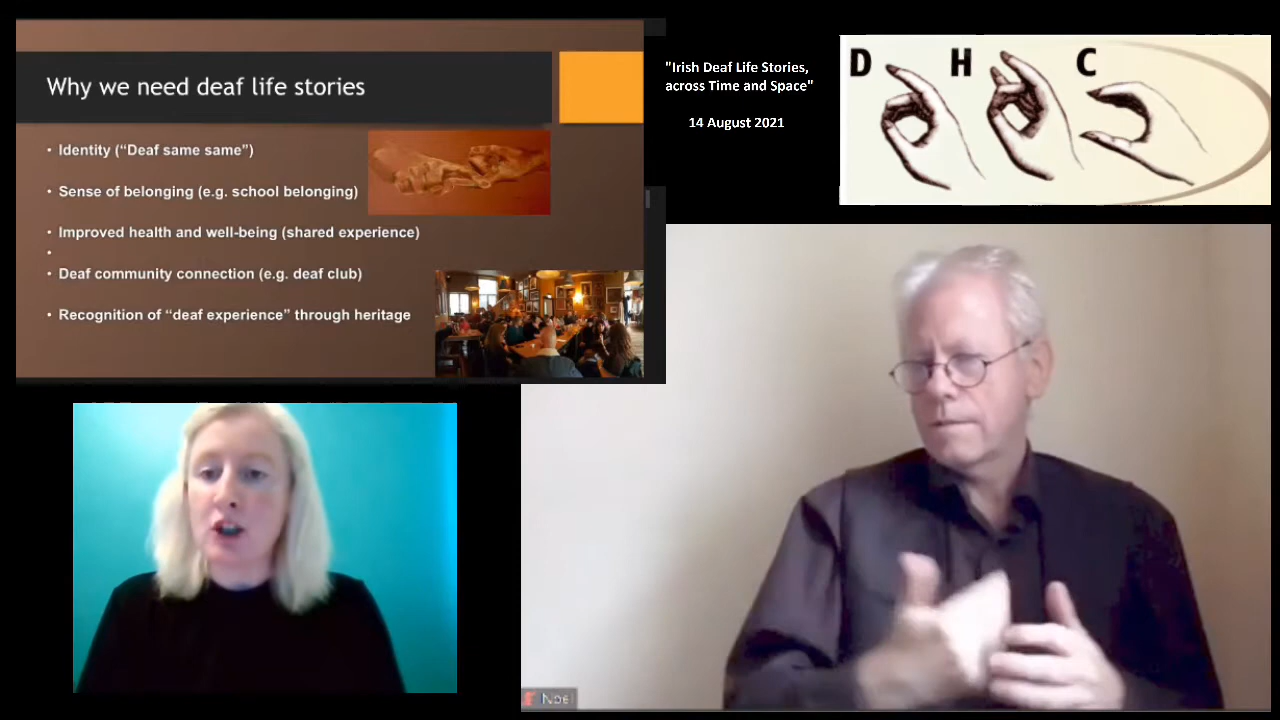 Why we need deaf life stories
• Identity (“Deaf same same”)
• Sense of belonging (e.g. school belonging)
• Improved health and well-being (shared experience)
•
• Deaf community connection (e.g. deaf club)
• Recognition of “deaf experience” through heritage
"Irish Deaf Life Stories,
across Time and Space"
14 August 2021
D H C
Noel